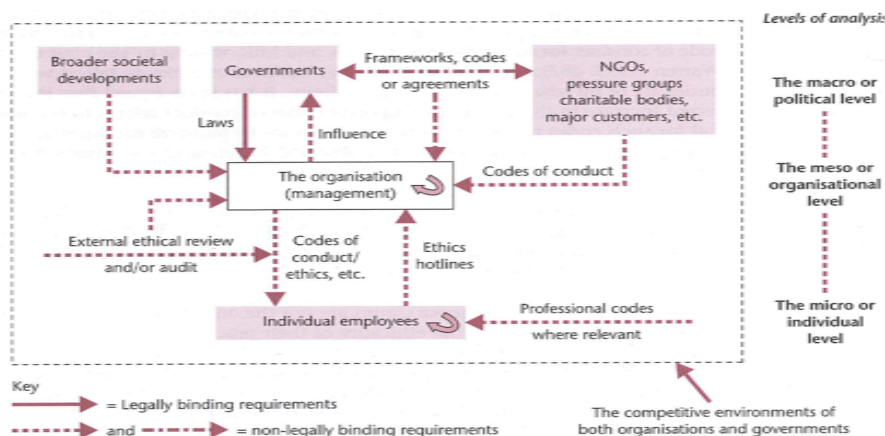 Levels of analysis
Broader societal
developments
Governments
Frameworks, codes
or agreements
NGOs,
pressure groups
charitable bodies,
major customers, etc.
The macro or
political level
Laws
Influence
The organisation
(management)
Codes of conduct
The meso or
organisational
level
External ethical review
and/or audit
Codes of
conduct/
ethics, etc.
Ethics
hotlines
Individual employees
Professional codes
where relevant
The micro or
individual
level
Key
= Legally binding requirements
and
= non-legally binding requirements
The competitive environments of
both organisations and governments